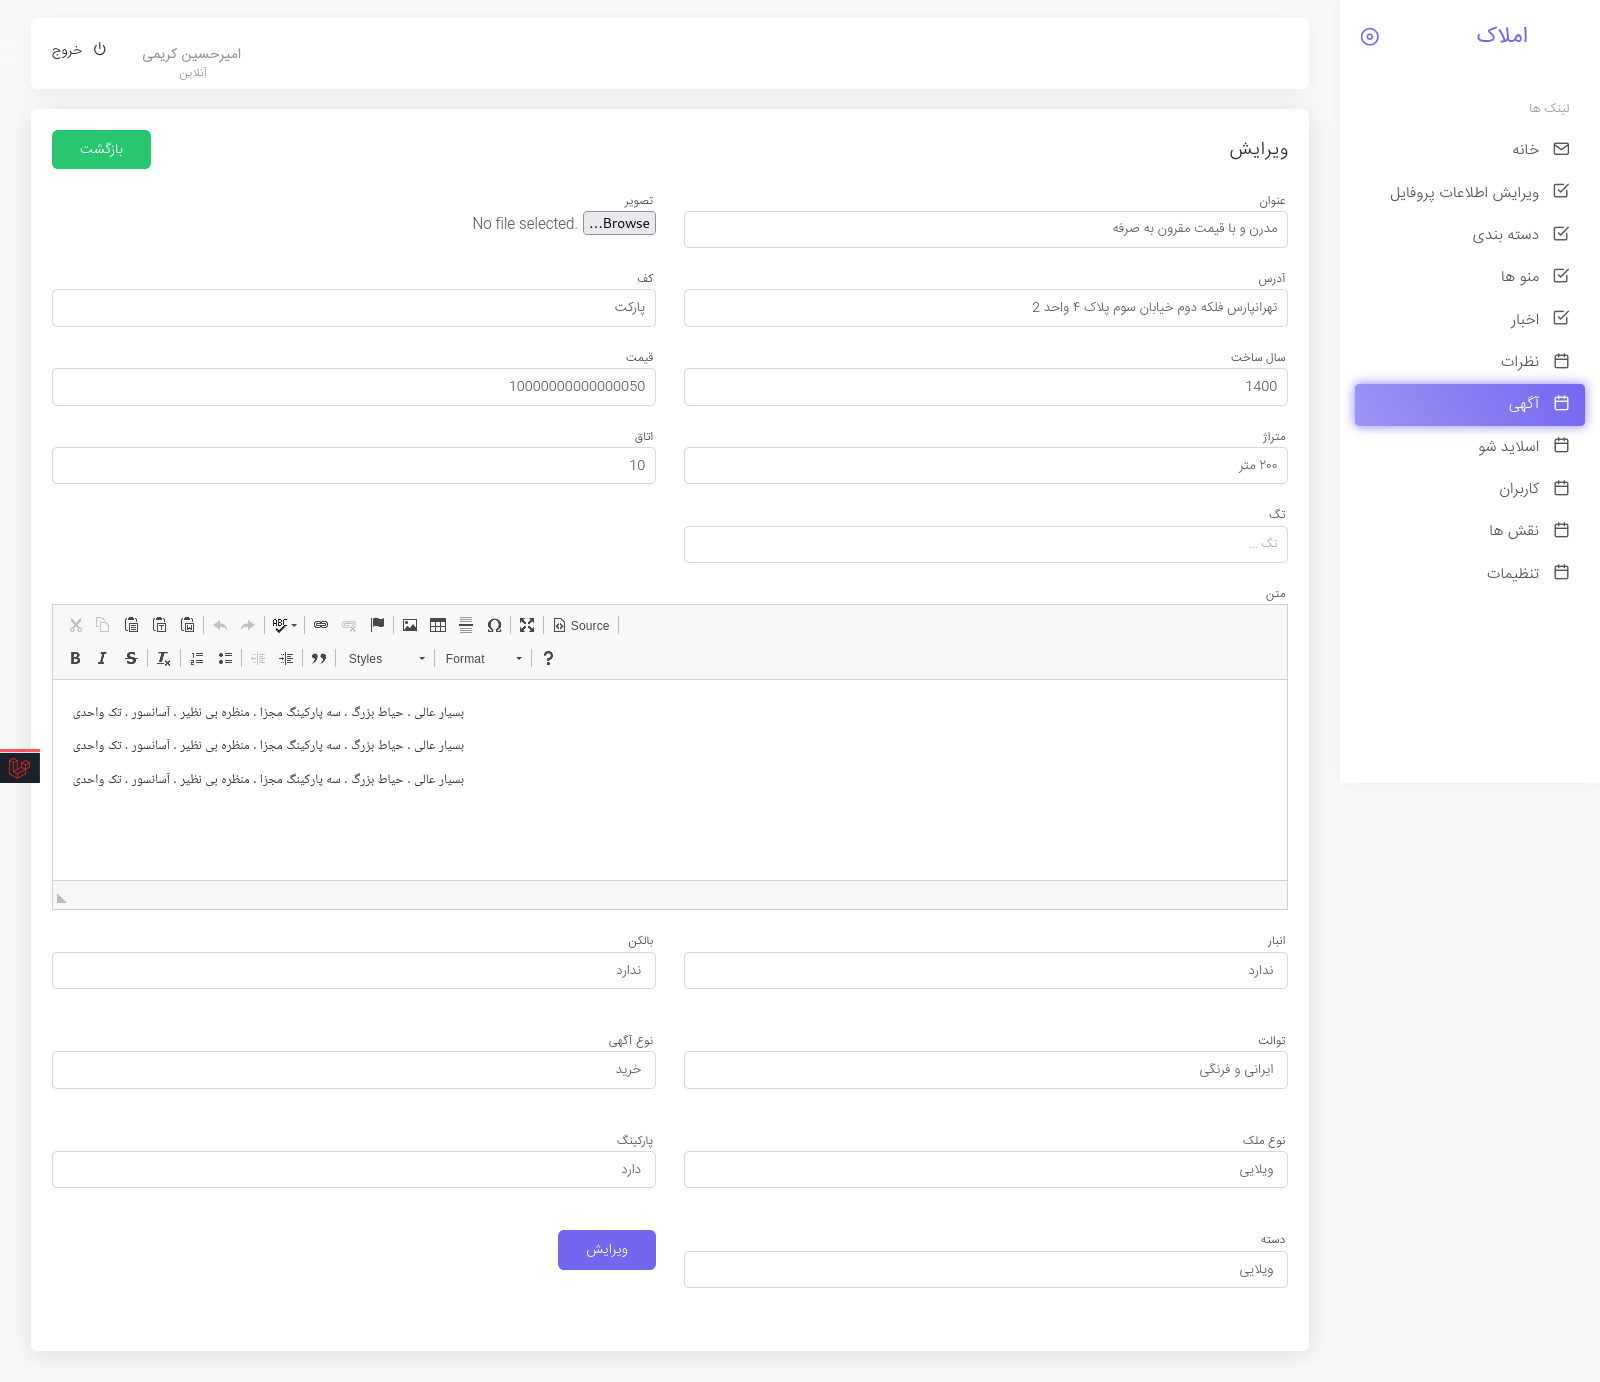 املاک
لینک ها
خانه
ویرایش اطلاعات پروفایل
دسته بندی
منو ها
اخبار
نظرات
آگهی
اسلاید شو
کاربران
نقش ها
تنظیمات
امیرحسین کریمی
آنلاین
خروج
ویرایش
بازگشت
عنوان
مدرن و با قیمت مقرون به صرفه
تصویر
Browse... No file selected.
آدرس
تهرانپارس فلکه دوم خیابان سوم پلاک ۴ واحد 2
کف
پارکت
سال ساخت
1400
قیمت
10000000000000050
متراژ
۲۰۰ متر
اتاق
10
تگ
تگ ...
متن
Source
Styles
Format
بسیار عالی . حیاط بزرگ . سه پارکینگ مجزا . منظره بی نظیر . آسانسور . تک واحدی
بسیار عالی . حیاط بزرگ . سه پارکینگ مجزا . منظره بی نظیر . آسانسور . تک واحدی
بسیار عالی . حیاط بزرگ . سه پارکینگ مجزا . منظره بی نظیر . آسانسور . تک واحدی
انبار
ندارد
بالکن
ندارد
توالت
ایرانی و فرنگی
نوع آگهی
خرید
نوع ملک
ویلایی
پارکینگ
دارد
دسته
ویلایی
ویرایش